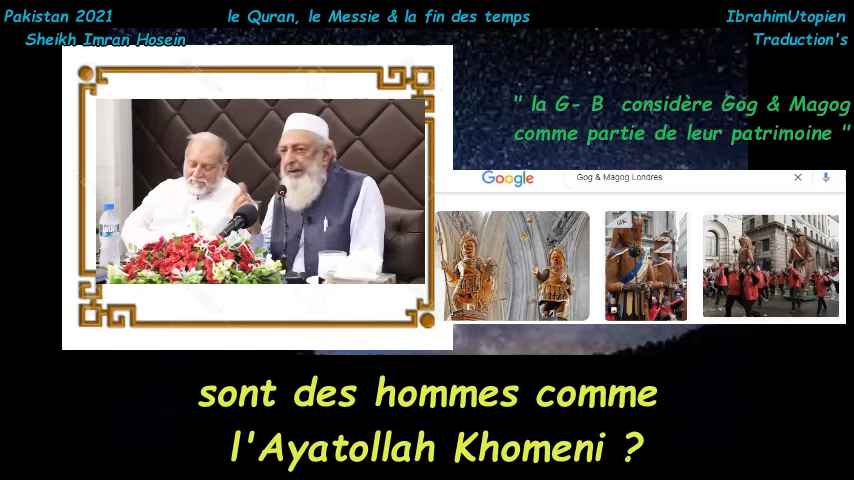 Pakistan 2021
le Quran, le Messie & la fin des temps
IbrahimUtopien
Sheikh Imran Hosein
Traduction's
" la G- B considère Gog & Magog
comme partie de leur patrimoine "
Google
Gog & Magog Londres
sont des hommes comme
l'Ayatollah Khomeni ?